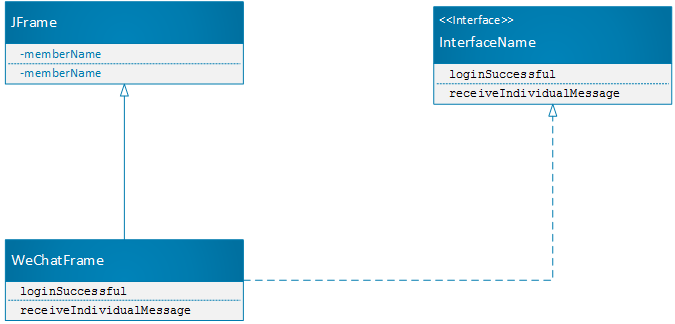 JFrame
-memberName
-memberName
<<Interface>>
InterfaceName
loginSuccessful
receiveIndividualMessage
WeChatFrame
loginSuccessful
receiveIndividualMessage